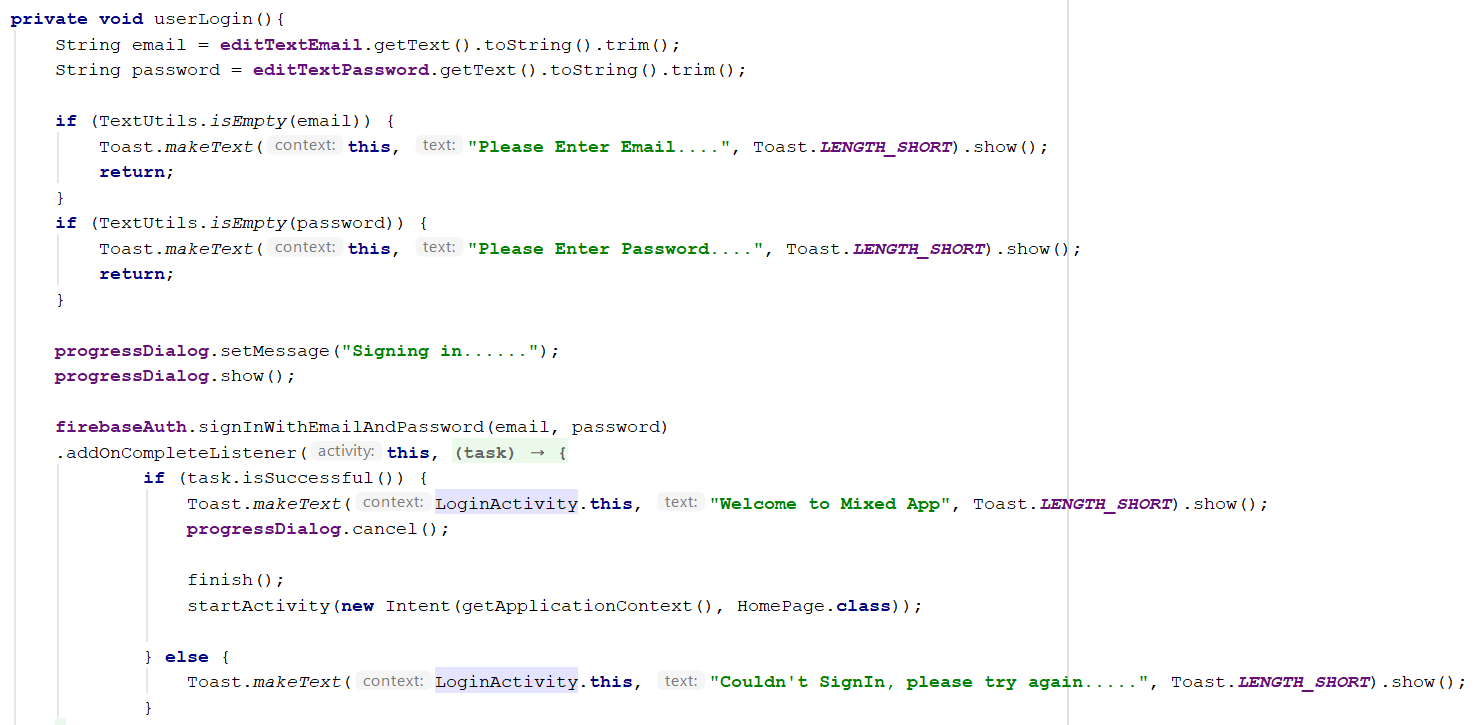 private void userLogin(){
String email = editTextEmail.getText().toString().trim();
String password = editTextPassword.getText().toString().trim();
if (TextUtils.isEmpty(email)) {
Toast.makeText( context: this, text: "Please Enter Email....", Toast.LENGTH_SHORT).show();
return;
}
if (TextUtils.isEmpty(password)) {
Toast.makeText( context: this, text: "Please Enter Password....", Toast.LENGTH_SHORT).show();
return;
}
progressDialog.setMessage("Signing in......");
progressDialog.show();
firebaseAuth.signInWithEmailAndPassword(email, password)
.addOnCompleteListener( activity: this, (task) → {
if (task.isSuccessful()) {
Toast.makeText( context: LoginActivity.this, text: "Welcome to Mixed App", Toast.LENGTH_SHORT).show();
progressDialog.cancel();
finish();
startActivity(new Intent(getApplicationContext(), HomePage.class));
} else {
Toast.makeText( context: LoginActivity.this, text: "Couldn't SignIn, please try again.....", Toast.LENGTH_SHORT).show();
}